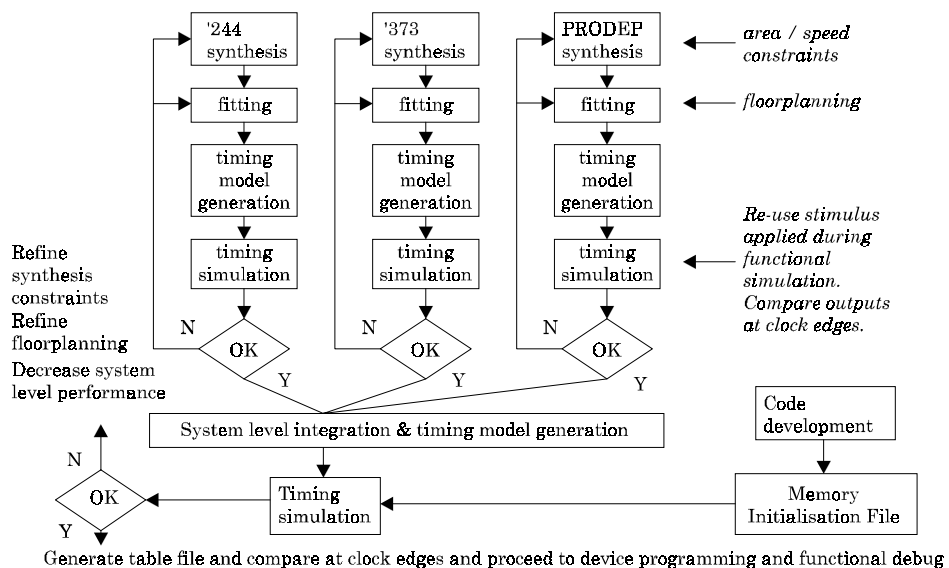 '244
synthesis
'373
synthesis
PRODEP
synthesis
area / speed
constraints
fitting
fitting
fitting
floorplanning
timing
model
generation
timing
model
generation
timing
model
generation
timing
simulation
timing
simulation
timing
simulation
Re-use stimulus
applied during
functional
simulation.
Compare outputs
at clock edges.
Refine
synthesis
constraints
Refine
floorplanning
Decrease system
level performance
N
OK
Y
N
OK
Y
N
OK
Y
System level integration & timing model generation
Code
development
N
OK
Y
Timing
simulation
Memory
Initialisation File
Generate table file and compare at clock edges and proceed to device programming and functional debug